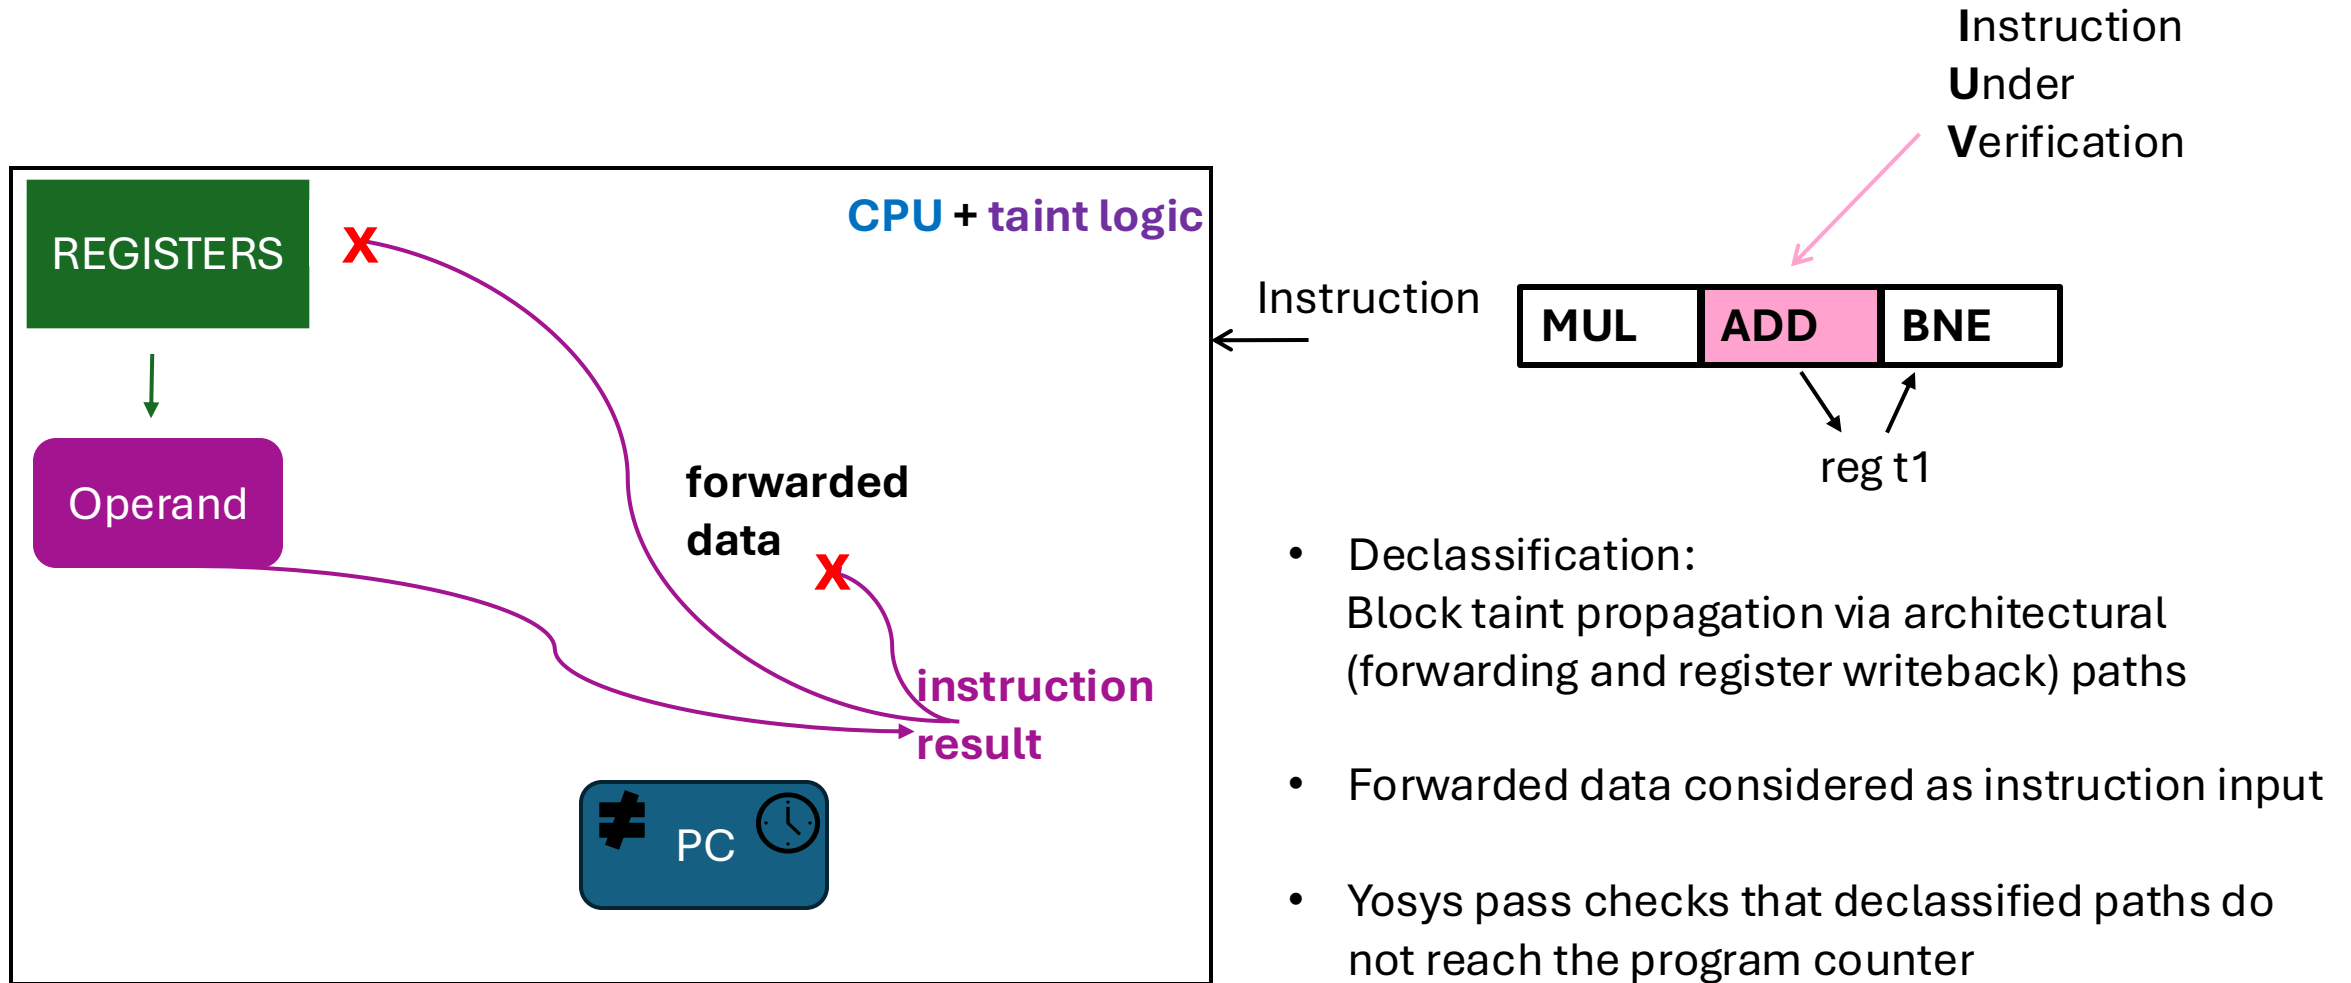 Instruction
Under
Verification
REGISTERS
X
CPU + taint logic
Instruction
MUL ADD BNE
reg t1
Operand
forwarded
data
X
instruction
result
≠ PC
• Declassification:
Block taint propagation via architectural
(forwarding and register writeback) paths
• Forwarded data considered as instruction input
• Yosys pass checks that declassified paths do
not reach the program counter